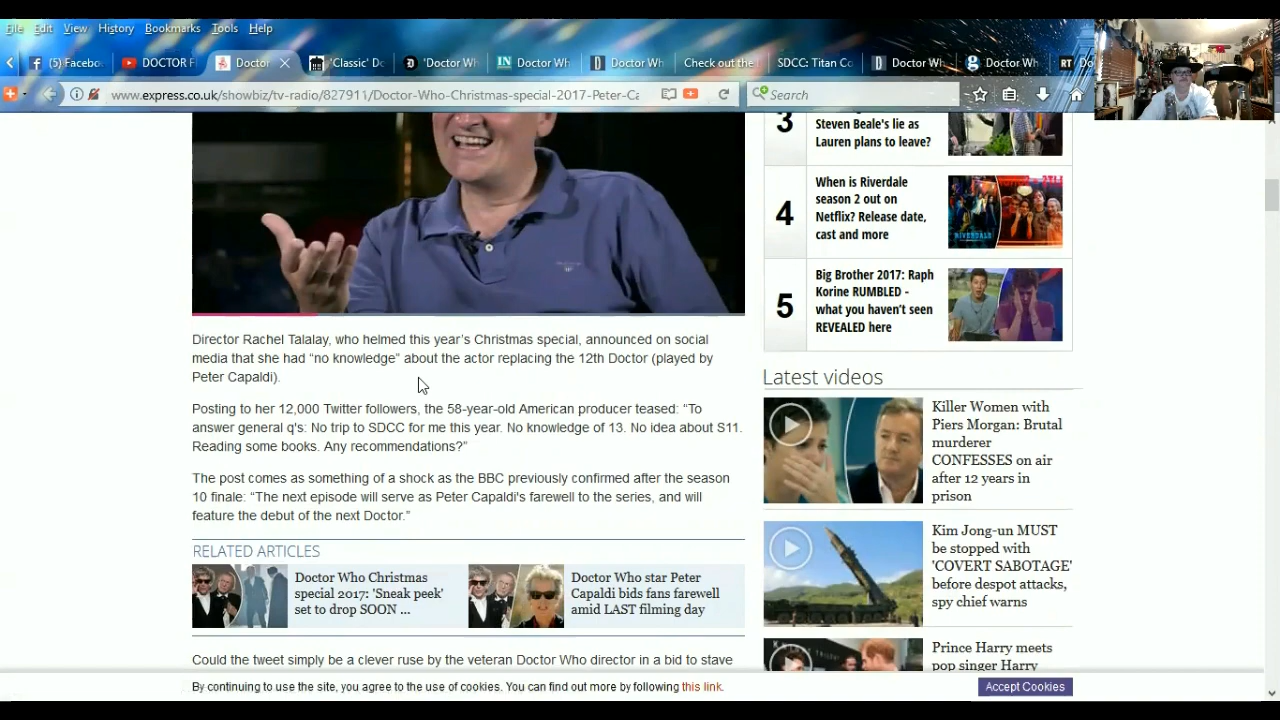 File Edit View History Bookmarks Tools Help
(5) Facebo DOCTOR F Doctor 'Classic' Do 'Doctor Wh Doctor Wh Doctor Wh Check out the SDCC: Titan Co Doctor Wh Doctor Wh Do
www.express.co.uk/showbiz/tv-radio/827911/Doctor-Who-Christmas-special-2017-Peter-Ca
Search
3
Steven Beale's lie as
Lauren plans to leave?
4
When is Riverdale
season 2 out on
Netflix? Release date,
cast and more
RIVERDALE
5
Big Brother 2017: Raph
Korine RUMBLED -
what you haven't seen
REVEALED here
Director Rachel Talalay, who helmed this year's Christmas special, announced on social
media that she had “no knowledge” about the actor replacing the 12th Doctor (played by
Peter Capaldi).
Posting to her 12,000 Twitter followers, the 58-year-old American producer teased: “To
answer general q's: No trip to SDCC for me this year. No knowledge of 13. No idea about S11.
Reading some books. Any recommendations?”
The post comes as something of a shock as the BBC previously confirmed after the season
10 finale: “The next episode will serve as Peter Capaldi's farewell to the series, and will
feature the debut of the next Doctor.”
RELATED ARTICLES
Doctor Who Christmas
special 2017: 'Sneak peek'
set to drop SOON ...
Doctor Who star Peter
Capaldi bids fans farewell
amid LAST filming day
Could the tweet simply be a clever ruse by the veteran Doctor Who director in a bid to stave
Latest videos
Killer Women with
Piers Morgan: Brutal
murderer
CONFESSES on air
after 12 years in
prison
Kim Jong-un MUST
be stopped with
'COVERT SABOTAGE'
before despot attacks,
spy chief warns
Prince Harry meets
pop singer Harry
By continuing to use the site, you agree to the use of cookies. You can find out more by following this link.
Accept Cookies